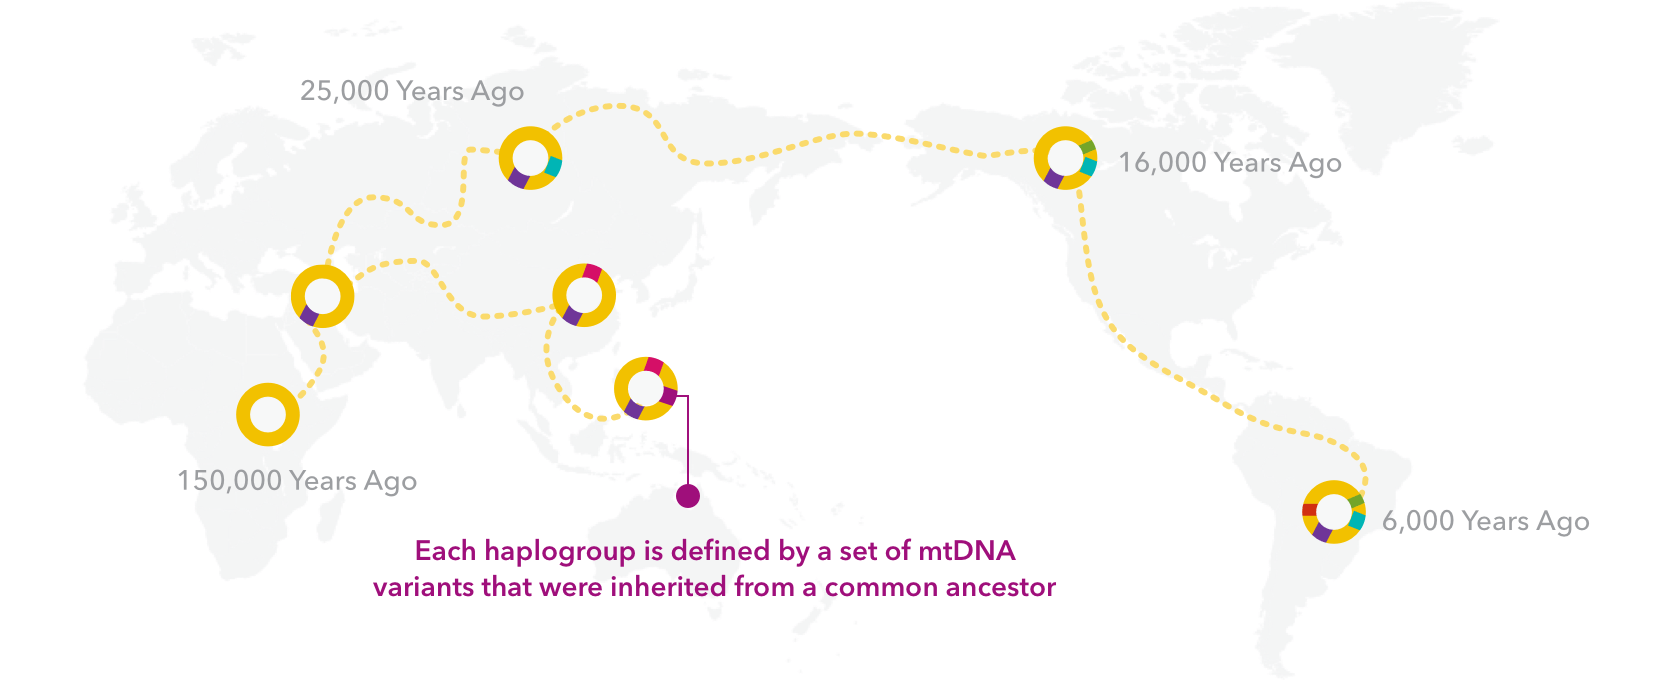 25,000 Years Ago
16,000 Years Ago
150,000 Years Ago
6,000 Years Ago
Each haplogroup is defined by a set of mtDNA
variants that were inherited from a common ancestor